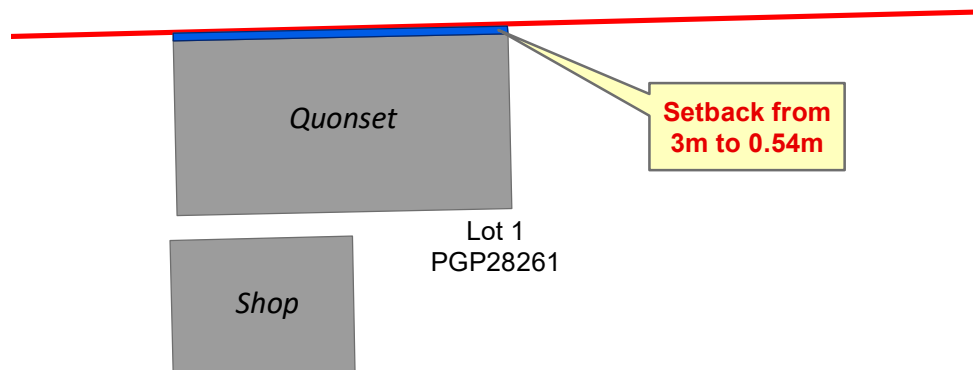 Quonset
Setback from
3m to 0.54m
Lot 1
PGP28261
Shop